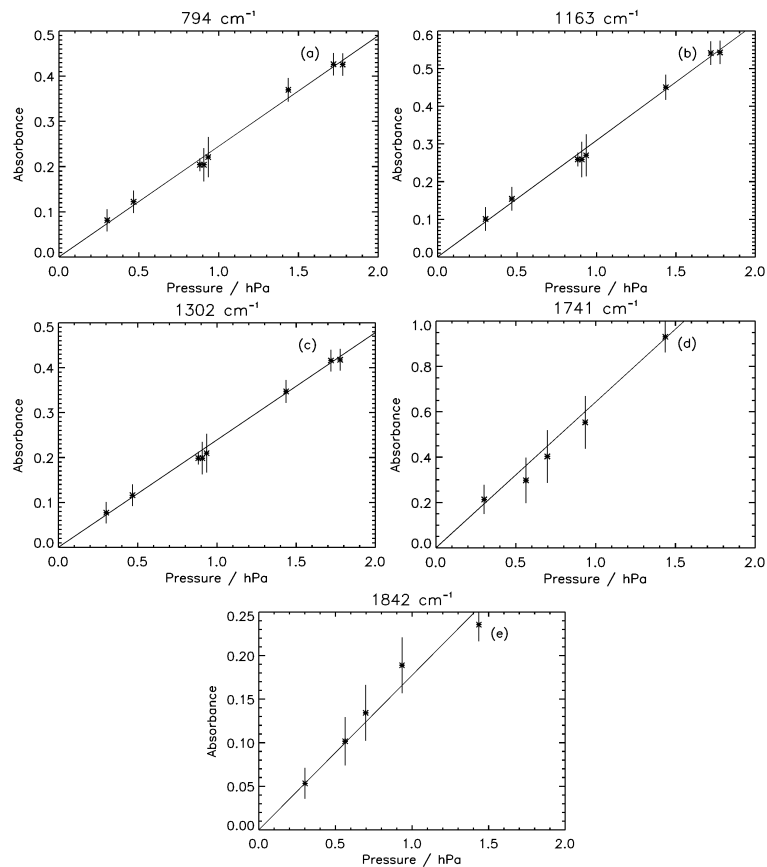 794 cm⁻¹
0.5
0.4
0.3
0.2
0.1
0.0
Absorbance
(a)
0.0 0.5 1.0 1.5 2.0
Pressure / hPa
1163 cm⁻¹
0.6
0.5
0.4
0.3
0.2
0.1
0.0
Absorbance
(b)
0.0 0.5 1.0 1.5 2.0
Pressure / hPa
1302 cm⁻¹
0.5
0.4
0.3
0.2
0.1
0.0
Absorbance
(c)
0.0 0.5 1.0 1.5 2.0
Pressure / hPa
1741 cm⁻¹
1.0
0.8
0.6
0.4
0.2
0.0
Absorbance
(d)
0.0 0.5 1.0 1.5 2.0
Pressure / hPa
1842 cm⁻¹
0.25
0.20
0.15
0.10
0.05
0.00
Absorbance
(e)
0.0 0.5 1.0 1.5 2.0
Pressure / hPa